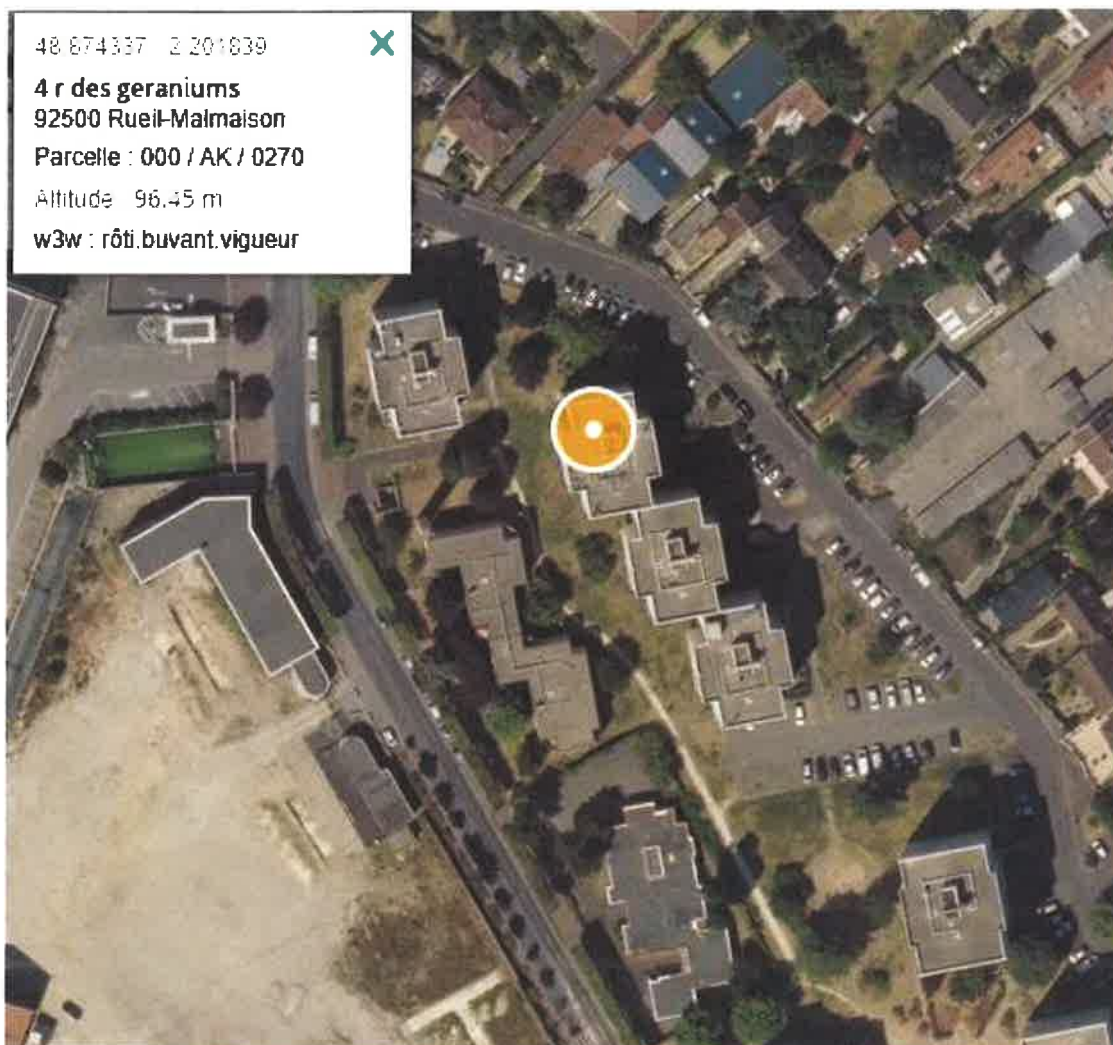 48.874337 2.201839
4 r des geraniums
92500 Rueil-Malmaison
Parcelle : 000 / AK / 0270
Altitude 96.45 m
w3w : rôti.buvant.vigueur